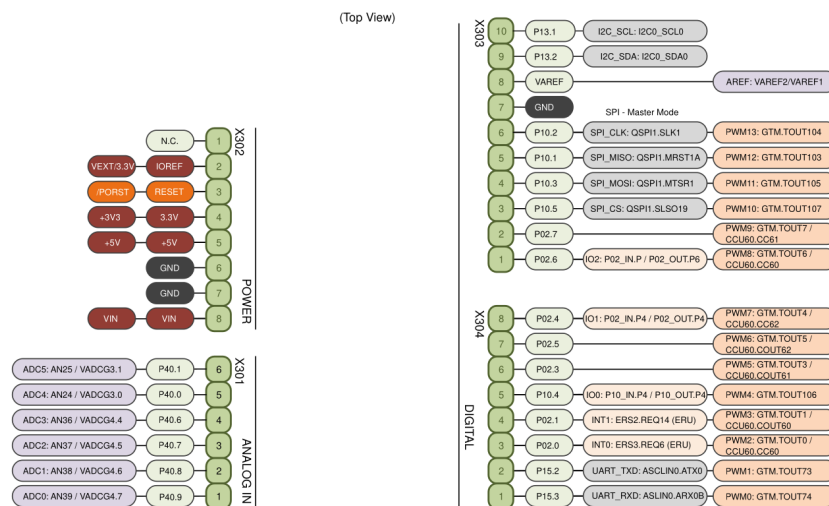 (Top View)
X302
N.C. 1
VEXT/3.3V IOREF 2
/PORST RESET 3
+3V3 3.3V 4
+5V +5V 5
GND 6
GND 7
VIN VIN 8
POWER
X301
ADC5: AN25 / VADCG3.1 P40.1 6
ADC4: AN24 / VADCG3.0 P40.0 5
ADC3: AN36 / VADCG4.4 P40.6 4
ADC2: AN37 / VADCG4.5 P40.7 3
ADC1: AN38 / VADCG4.6 P40.8 2
ADC0: AN39 / VADCG4.7 P40.9 1
ANALOG IN
X303
10 P13.1 I2C_SCL: I2C0_SCL0
9 P13.2 I2C_SDA: I2C0_SDA0
8 VAREF AREF: VAREF2/VAREF1
7 GND
SPI - Master Mode
6 P10.2 SPI_CLK: QSPI1.SLK1 PWM13: GTM.TOUT104
5 P10.1 SPI_MISO: QSPI1.MRST1A PWM12: GTM.TOUT103
4 P10.3 SPI_MOSI: QSPI1.MTSR1 PWM11: GTM.TOUT105
3 P10.5 SPI_CS: QSPI1.SLSO19 PWM10: GTM.TOUT107
2 P02.7 PWM9: GTM.TOUT7 /
CCU60.CC61
1 P02.6 IO2: P02_IN.P / P02_OUT.P6 PWM8: GTM.TOUT6 /
CCU60.CC60
X304
8 P02.4 IO1: P02_IN.P4 / P02_OUT.P4 PWM7: GTM.TOUT4 /
CCU60.CC62
7 P02.5 PWM6: GTM.TOUT5 /
CCU60.COUT62
6 P02.3 PWM5: GTM.TOUT3 /
CCU60.COUT61
5 P10.4 IO0: P10_IN.P4 / P10_OUT.P4 PWM4: GTM.TOUT106
4 P02.1 INT1: ERS2.REQ14 (ERU) PWM3: GTM.TOUT1 /
CCU60.COUT60
3 P02.0 INT0: ERS3.REQ6 (ERU) PWM2: GTM.TOUT0 /
CCU60.CC60
2 P15.2 UART_TXD: ASCLIN0.ATX0 PWM1: GTM.TOUT73
1 P15.3 UART_RXD: ASLIN0.ARX0B PWM0: GTM.TOUT74
DIGITAL